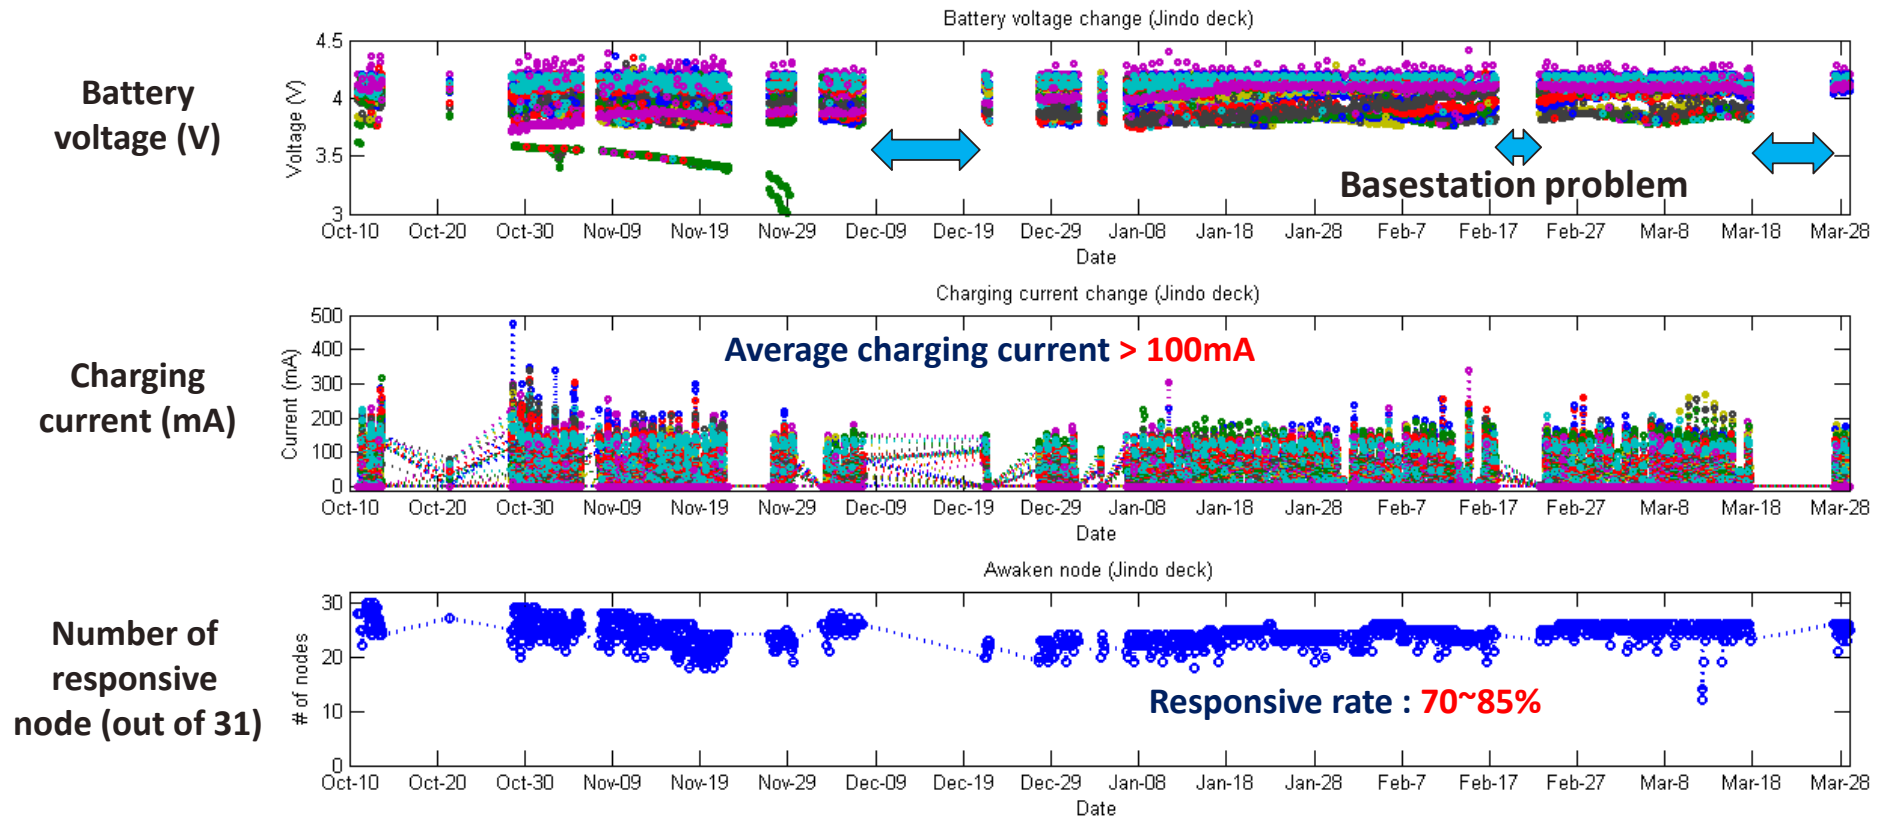 Battery voltage change (Jindo deck)
Battery
voltage (V)
Voltage (V)
4.5
4
3.5
3
Basestation problem
Oct-10 Oct-20 Oct-30 Nov-09 Nov-19 Nov-29 Dec-09 Dec-19 Dec-29 Jan-08 Jan-18 Jan-28 Feb-7 Feb-17 Feb-27 Mar-8 Mar-18 Mar-28
Date
Charging current change (Jindo deck)
Charging
current (mA)
Current (mA)
500
400
300
200
100
0
Average charging current > 100mA
Oct-10 Oct-20 Oct-30 Nov-09 Nov-19 Nov-29 Dec-09 Dec-19 Dec-29 Jan-08 Jan-18 Jan-28 Feb-7 Feb-17 Feb-27 Mar-8 Mar-18 Mar-28
Date
Awaken node (Jindo deck)
Number of
responsive
node (out of 31)
# of nodes
30
20
10
0
Responsive rate : 70~85%
Oct-10 Oct-20 Oct-30 Nov-09 Nov-19 Nov-29 Dec-09 Dec-19 Dec-29 Jan-08 Jan-18 Jan-28 Feb-7 Feb-17 Feb-27 Mar-8 Mar-18 Mar-28
Date